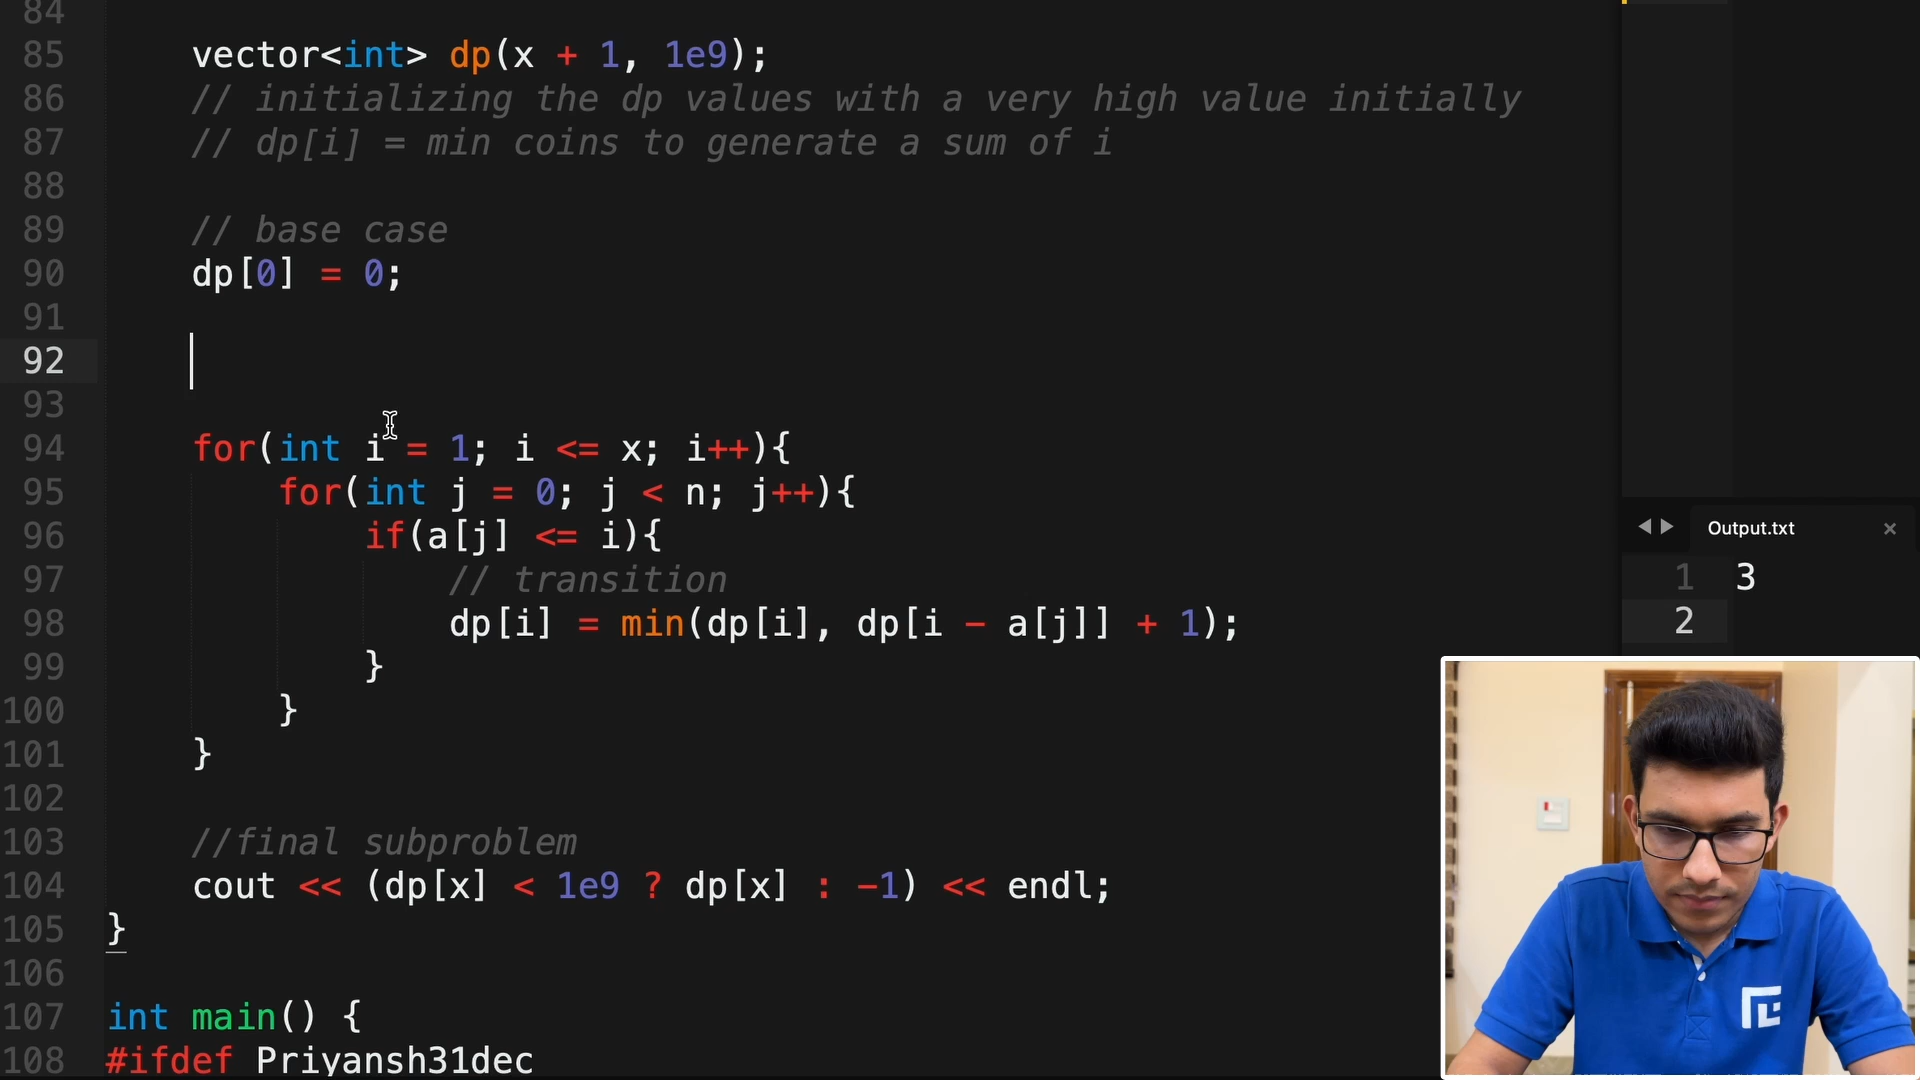 84
85 vector<int> dp(x + 1, 1e9);
86 // initializing the dp values with a very high value initially
87 // dp[i] = min coins to generate a sum of i
88
89 // base case
90 dp[0] = 0;
91
92
93
94 for(int i = 1; i <= x; i++){
95 for(int j = 0; j < n; j++){
96 if(a[j] <= i){
97 // transition
98 dp[i] = min(dp[i], dp[i - a[j]] + 1);
99 }
100 }
101 }
102
103 //final subproblem
104 cout << (dp[x] < 1e9 ? dp[x] : -1) << endl;
105 }
106
107 int main() {
108 #ifdef Priyansh31dec
Output.txt
1 3
2